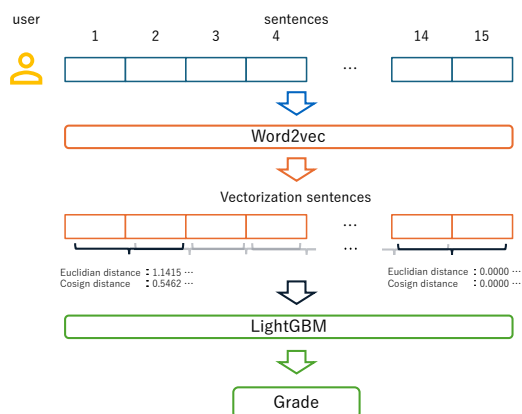 user
sentences
1 2 3 4 14 15
…
Word2vec
Vectorization sentences
…
…
Euclidian distance : 1.1415 … Euclidian distance : 0.0000 …
Cosign distance : 0.5462 … Cosign distance : 0.0000 …
LightGBM
Grade